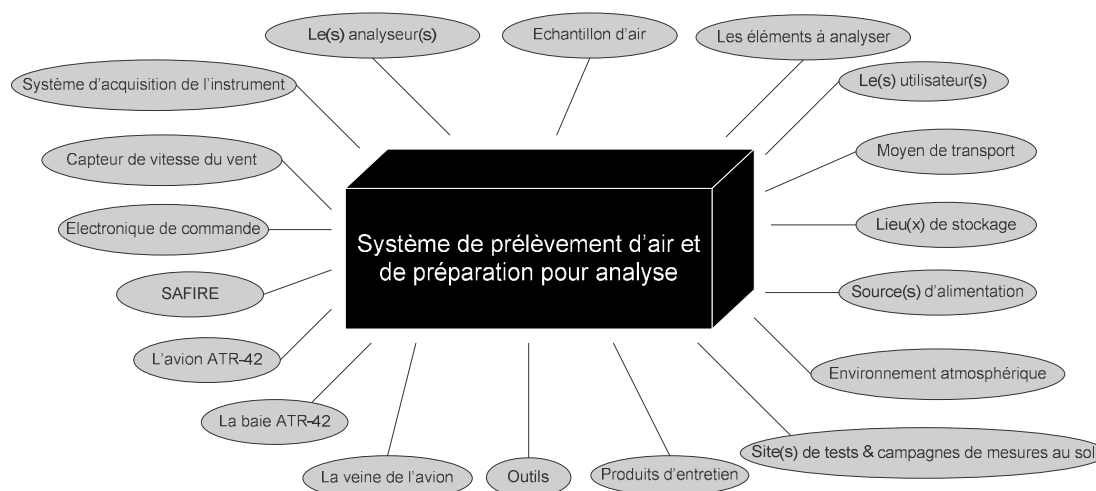 Le(s) analyseur(s)
Echantillon d'air
Les éléments à analyser
Système d'acquisition de l'instrument
Le(s) utilisateur(s)
Capteur de vitesse du vent
Moyen de transport
Electronique de commande
Lieu(x) de stockage
Système de prélèvement d'air et
de préparation pour analyse
SAFIRE
Source(s) d'alimentation
L'avion ATR-42
Environnement atmosphérique
La baie ATR-42
Site(s) de tests & campagnes de mesures au sol
La veine de l'avion
Outils
Produits d'entretien